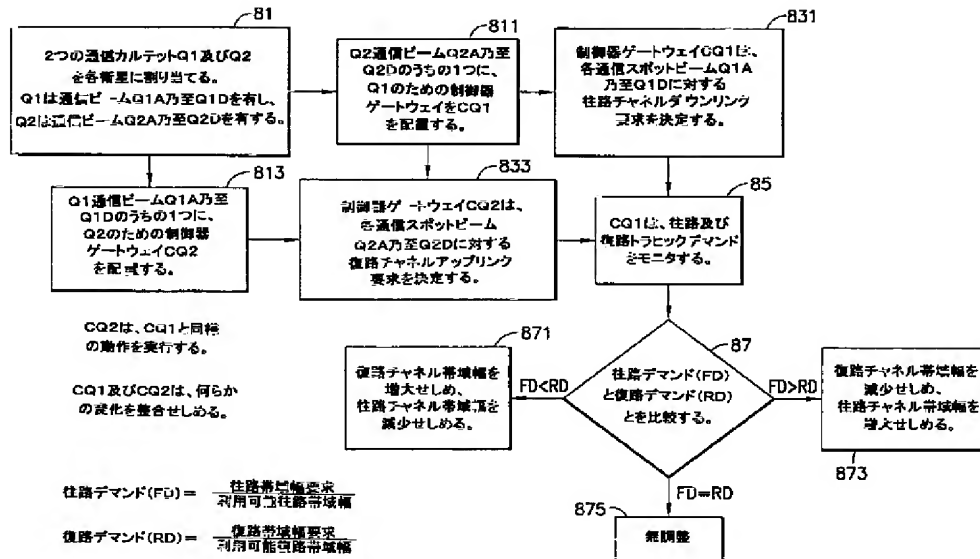 81
2つの通信カルテットQ1及びQ2
を各衛星に割り当てる。
Q1は通信ビームQ1A乃至Q1Dを有し、
Q2は通信ビームQ2A乃至Q2Dを有する。
811
Q2通信ビームQ2A乃至
Q2Dのうちの1つに、
Q1のための制御器
ゲートウェイをCQ1
を配置する。
831
制御器ゲートウェイCQ1は、
各通信スポットビームQ1A
乃至Q1Dに対する
往路チャネルダウンリンク
要求を決定する。
813
Q1通信ビームQ1A乃至
Q1Dのうちの1つに、
Q2のための制御器
ゲートウェイCQ2
を配置する。
833
制御器ゲートウェイCQ2は、
各通信スポットビーム
Q2A乃至Q2Dに対する
復路チャネルアップリンク
要求を決定する。
85
CQ1は、往路及び
復路トラヒックデマンド
をモニタする。
CQ2は、CQ1と同様
の動作を実行する。
CQ1及びCQ2は、何らか
の変化を整合せしめる。
871
復路チャネル帯域幅を
増大せしめ、
往路チャネル帯域幅を
減少せしめる。
FD<RD
87
往路デマンド(FD)
と復路デマンド(RD)
とを比較する。
FD>RD
復路チャネル帯域幅を
減少せしめ、
往路チャネル帯域幅を
増大せしめる。
873
FD=RD
875
無調整
往路デマンド(FD)= 往路帯域幅要求
利用可能往路帯域幅
復路デマンド(RD)= 復路帯域幅要求
利用可能復路帯域幅